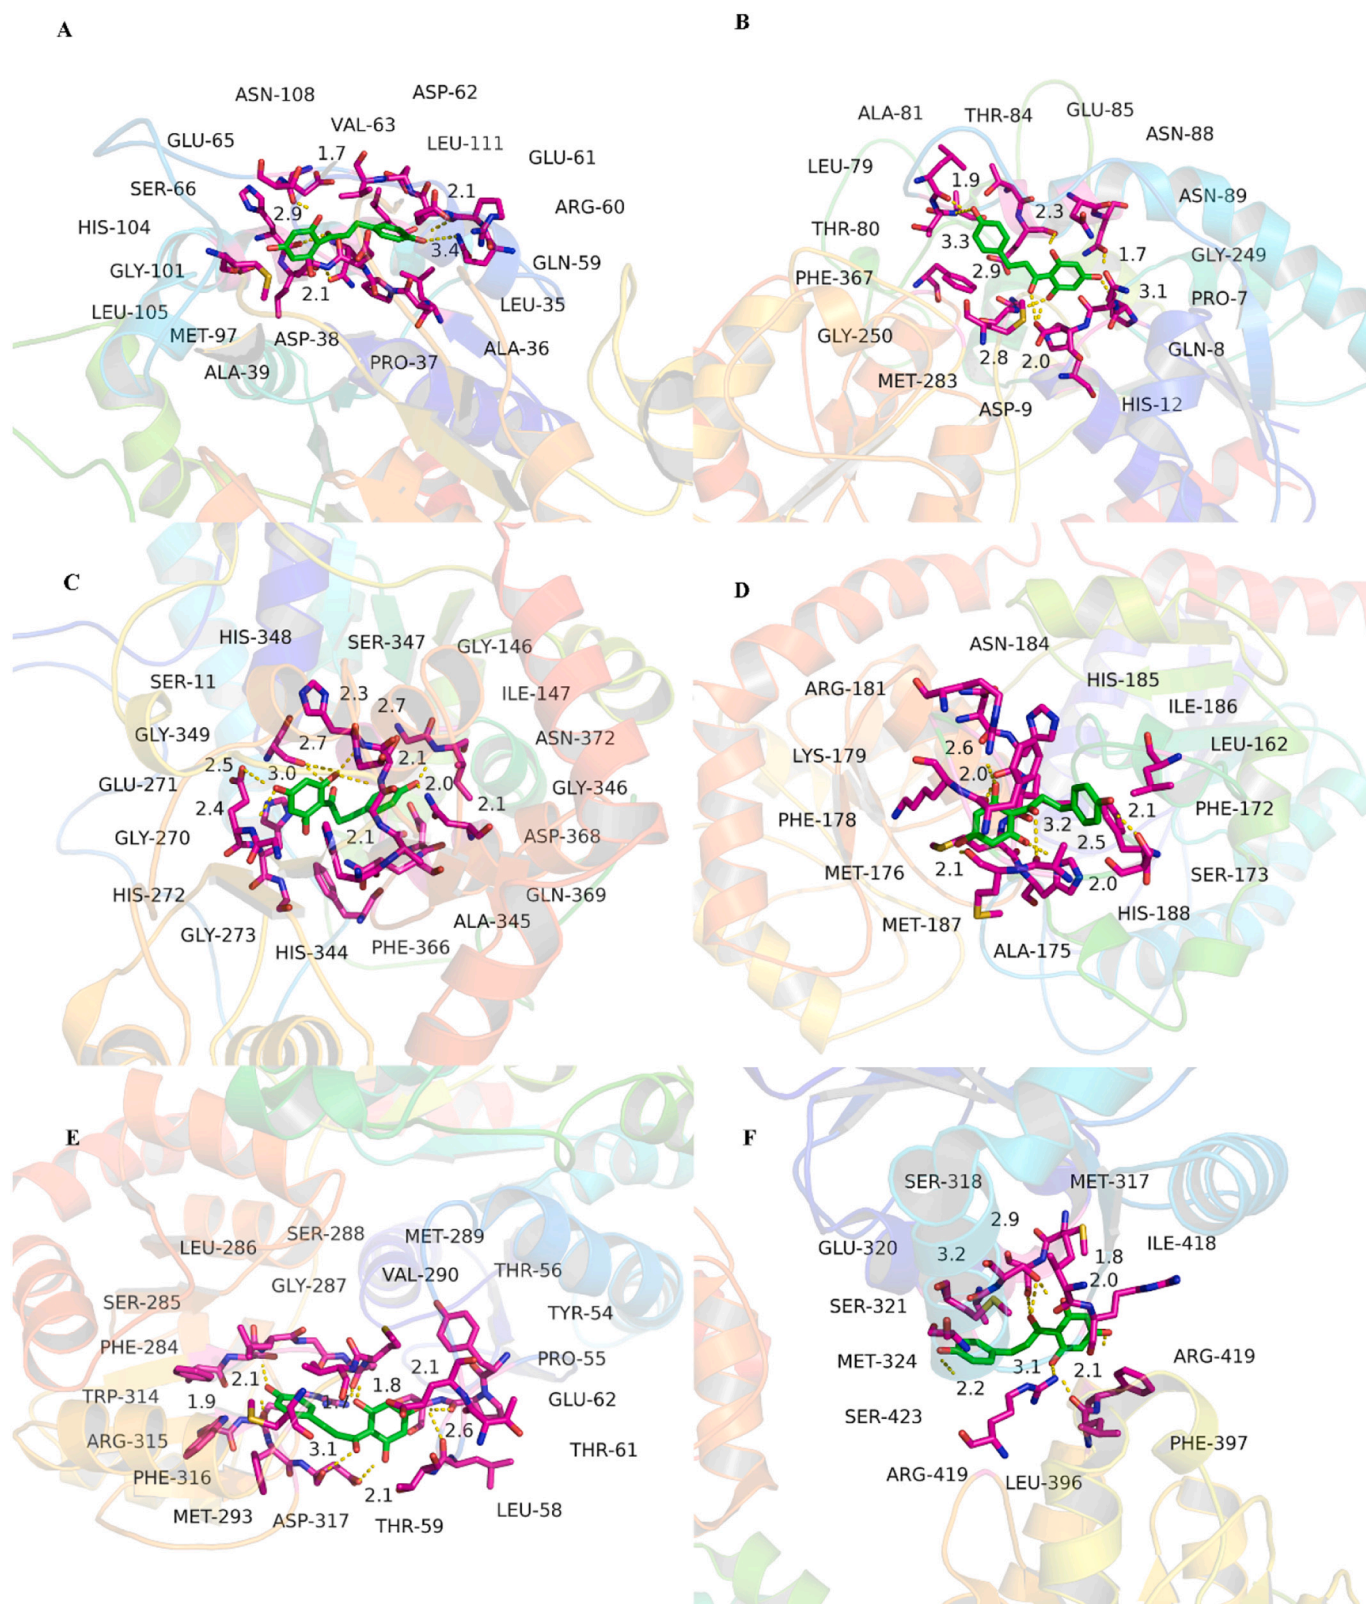 A
ASN-108
ASP-62
GLU-65
VAL-63
LEU-111
GLU-61
1.7
2.1
SER-66
ARG-60
2.9
HIS-104
3.4
GLN-59
GLY-101
2.1
LEU-35
LEU-105
MET-97
ASP-38
ALA-36
ALA-39
PRO-37
B
ALA-81
THR-84
GLU-85
ASN-88
LEU-79
1.9
ASN-89
2.3
THR-80
3.3
1.7
GLY-249
PHE-367
2.9
3.1
PRO-7
GLY-250
2.8
2.0
GLN-8
MET-283
ASP-9
HIS-12
C
HIS-348
SER-347
GLY-146
SER-11
2.3
ILE-147
2.7
GLY-349
2.7
ASN-372
2.5
3.0
2.1
GLU-271
2.0
GLY-346
2.4
2.1
GLY-270
2.1
ASP-368
HIS-272
GLN-369
GLY-273
ALA-345
HIS-344
PHE-366
D
ASN-184
ARG-181
HIS-185
ILE-186
LYS-179
2.6
LEU-162
2.0
PHE-178
3.2
2.1
PHE-172
2.5
MET-176
2.1
2.0
SER-173
MET-187
HIS-188
ALA-175
E
LEU-286
SER-288
MET-289
GLY-287
VAL-290
THR-56
SER-285
TYR-54
PHE-284
PRO-55
2.1
2.1
TRP-314
1.9
1.8
GLU-62
ARG-315
2.6
3.1
THR-61
PHE-316
2.1
MET-293
ASP-317
THR-59
LEU-58
F
SER-318
MET-317
2.9
GLU-320
3.2
1.8
ILE-418
2.0
SER-321
MET-324
3.1
2.1
ARG-419
2.2
SER-423
PHE-397
ARG-419
LEU-396